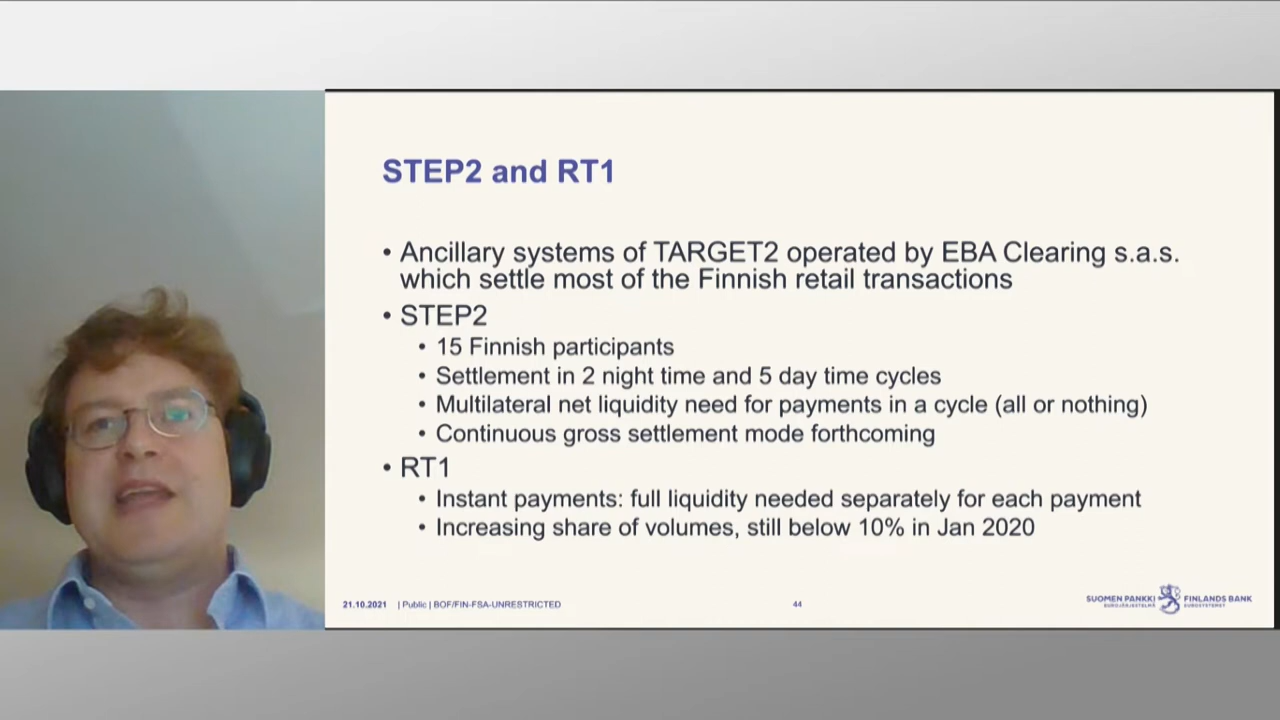 STEP2 and RT1
• Ancillary systems of TARGET2 operated by EBA Clearing s.a.s.
which settle most of the Finnish retail transactions
• STEP2
• 15 Finnish participants
• Settlement in 2 night time and 5 day time cycles
• Multilateral net liquidity need for payments in a cycle (all or nothing)
• Continuous gross settlement mode forthcoming
• RT1
• Instant payments: full liquidity needed separately for each payment
• Increasing share of volumes, still below 10% in Jan 2020
21.10.2021 | Public | BOF/FIN-FSA-UNRESTRICTED
44
SUOMEN PANKKI FINLANDS BANK
EUROJÄRJESTELMÄ EUROSYSTEMET